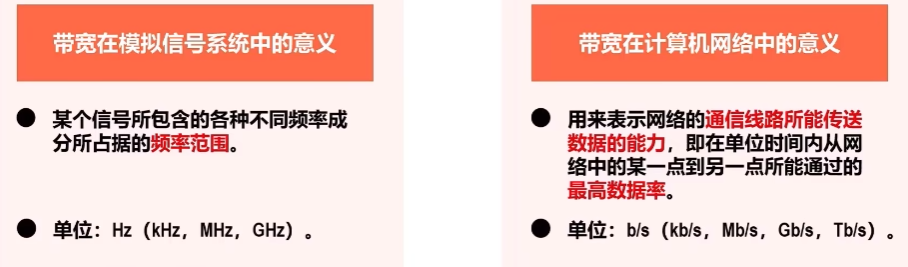 带宽在模拟信号系统中的意义
● 某个信号所包含的各种不同频率成
分所占据的频率范围。
● 单位：Hz（kHz，MHz，GHz）。
带宽在计算机网络中的意义
● 用来表示网络的通信线路所能传送
数据的能力，即在单位时间内从网
络中的某一点到另一点所能通过的
最高数据率。
● 单位：b/s（kb/s，Mb/s，Gb/s，Tb/s）。